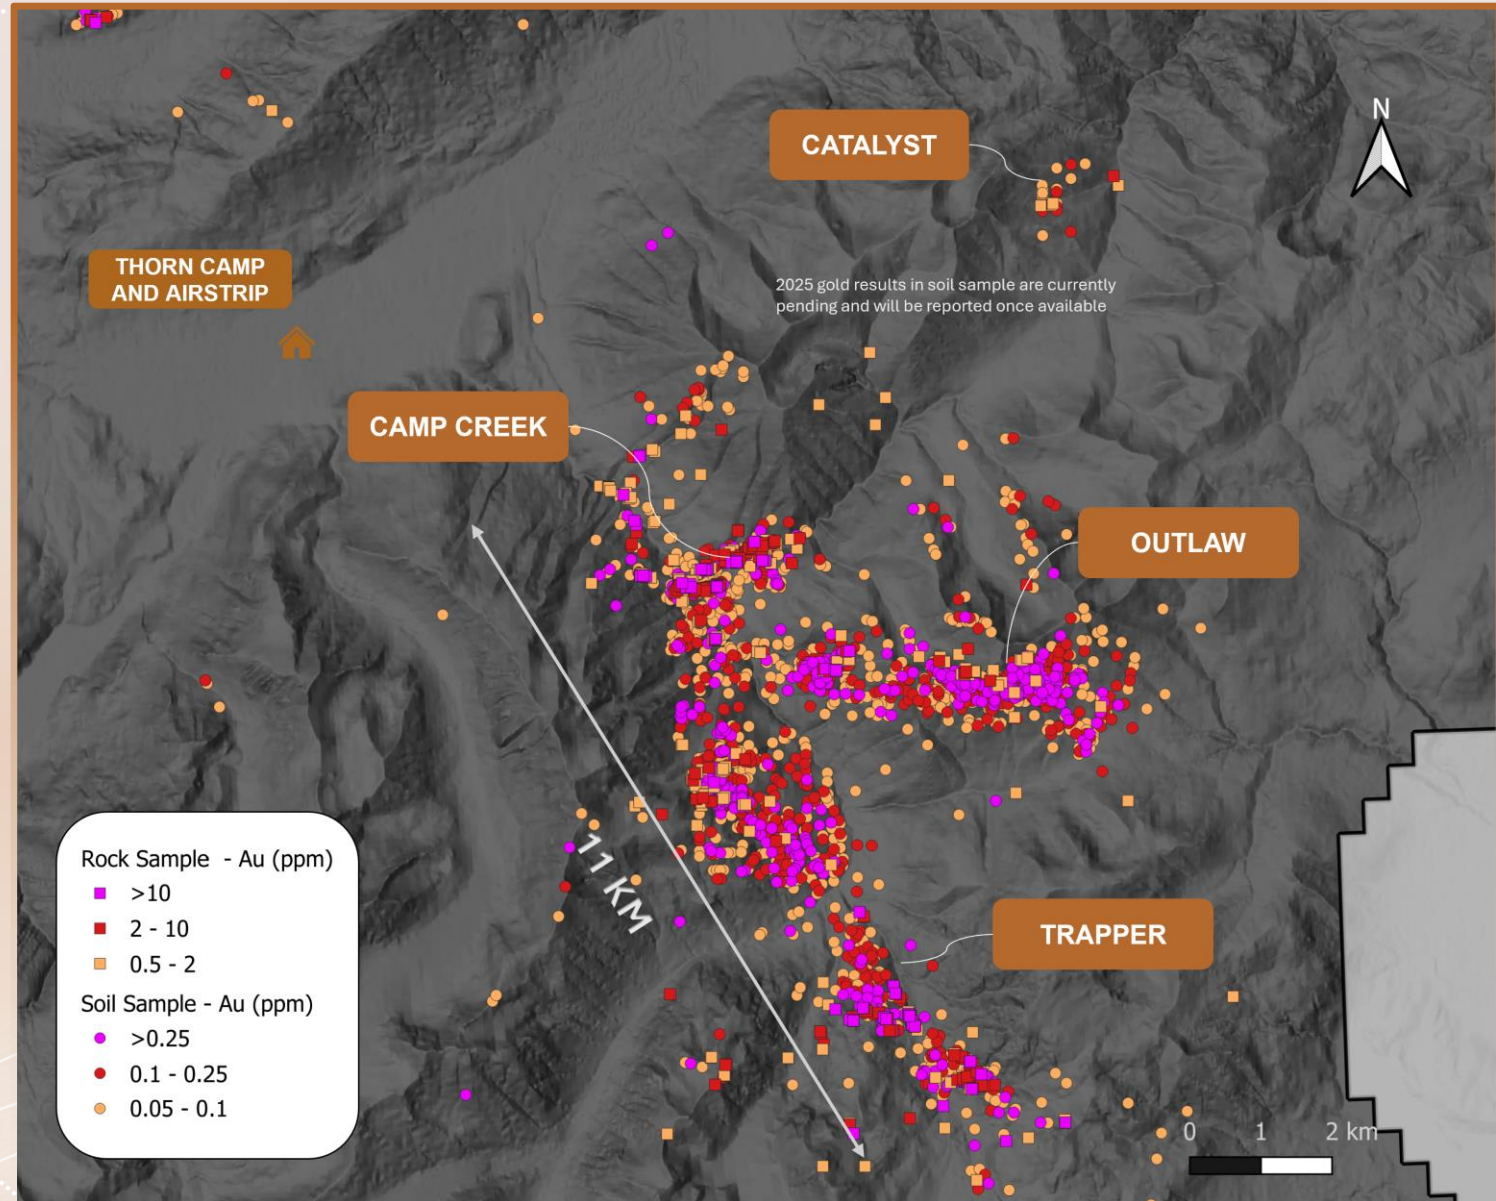 N
CATALYST
THORN CAMP
AND AIRSTRIP
2025 gold results in soil sample are currently
pending and will be reported once available
CAMP CREEK
OUTLAW
11 KM
TRAPPER
Rock Sample - Au (ppm)
>10
2 - 10
0.5 - 2
Soil Sample - Au (ppm)
>0.25
0.1 - 0.25
0.05 - 0.1
0 1 2 km